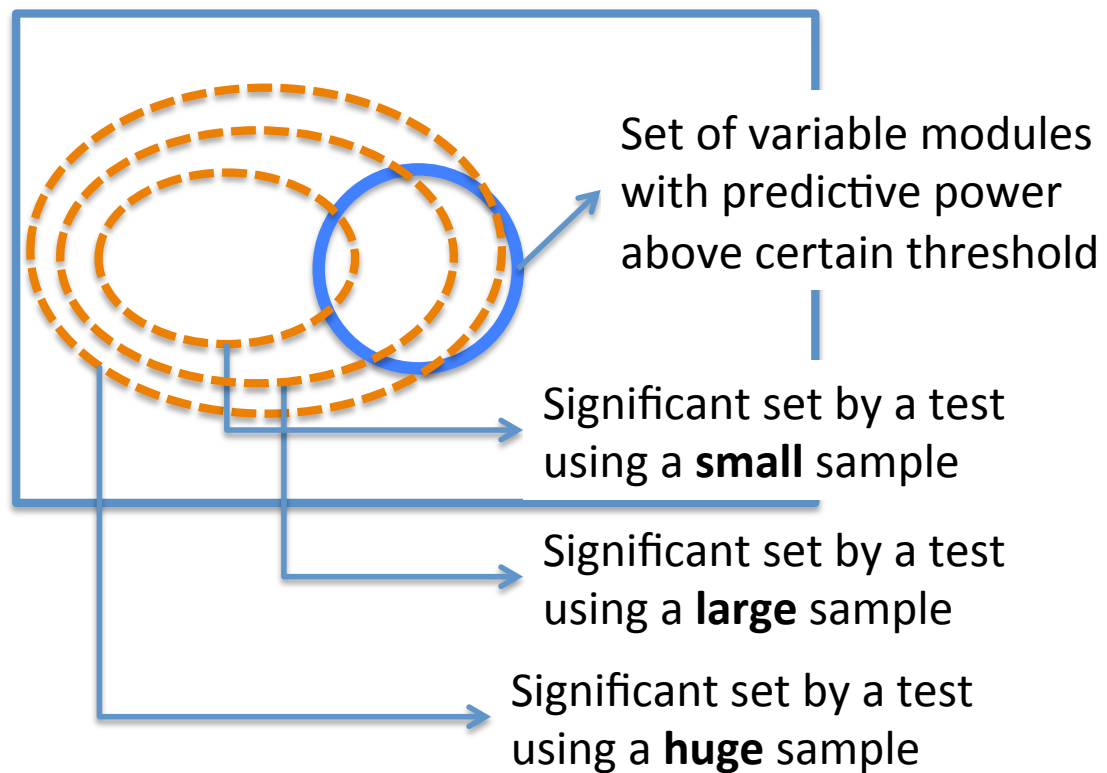 Set of variable modules
with predictive power
above certain threshold
Significant set by a test
using a small sample
Significant set by a test
using a large sample
Significant set by a test
using a huge sample